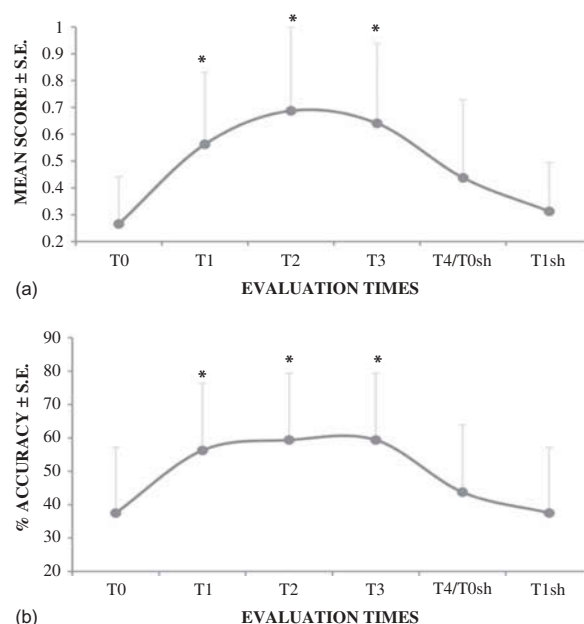 1
0.9
0.8
0.7
0.6
0.5
0.4
0.3
0.2
MEAN SCORE ± S.E.
* * *
T0 T1 T2 T3 T4/T0sh T1sh
(a) EVALUATION TIMES
90
80
70
60
50
40
30
20
% ACCURACY ± S.E.
* * *
T0 T1 T2 T3 T4/T0sh T1sh
(b) EVALUATION TIMES